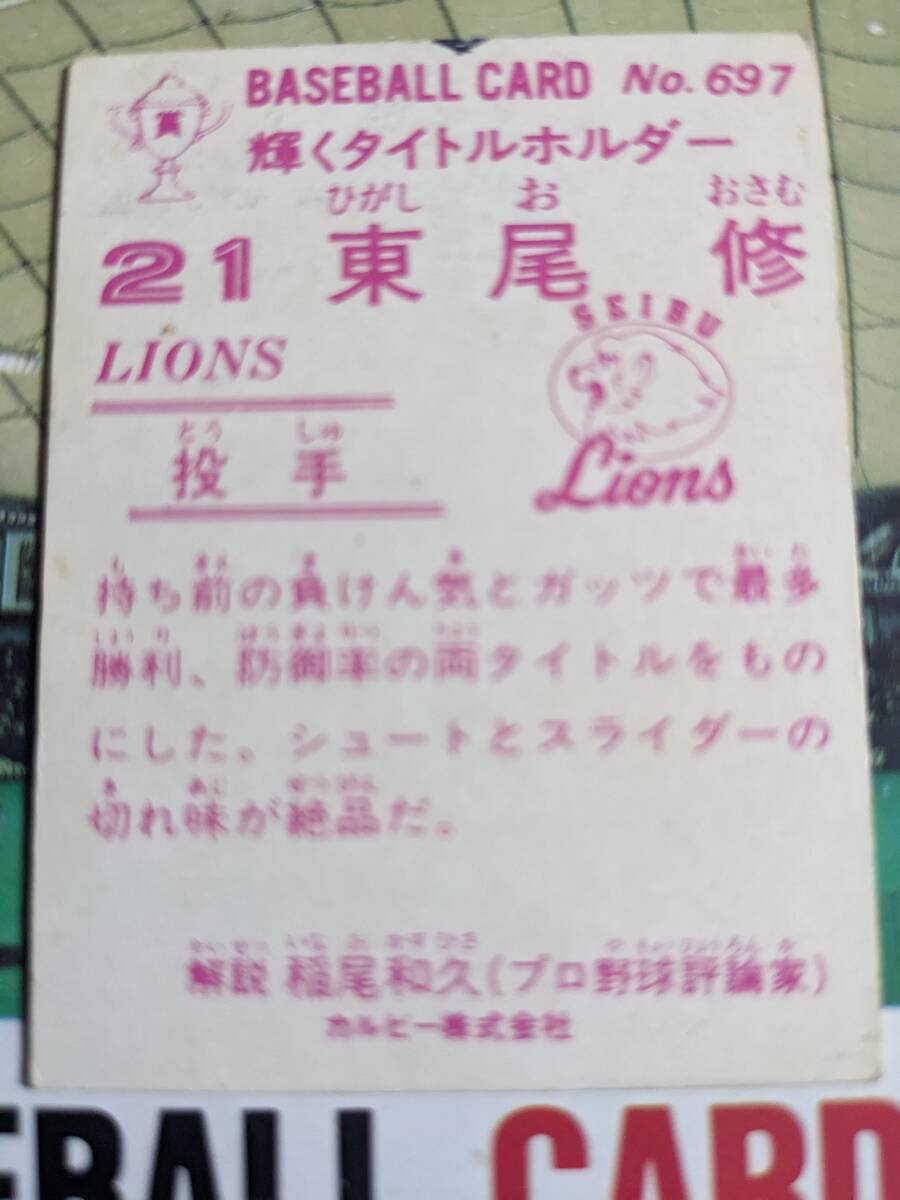 BASEBALL CARD No. 697
賞
輝くタイトルホルダー
ひがし お おさむ
21 東尾 修
LIONS
SEIBU
Lions
とう しゅ
投手
持ち前の負けん気とガッツで最多
勝利、防御率の両タイトルをもの
にした。シュートとスライダーの
切れ味が絶品だ。
解説 稲尾和久(プロ野球評論家)
カルビー株式会社
EBALL CARD